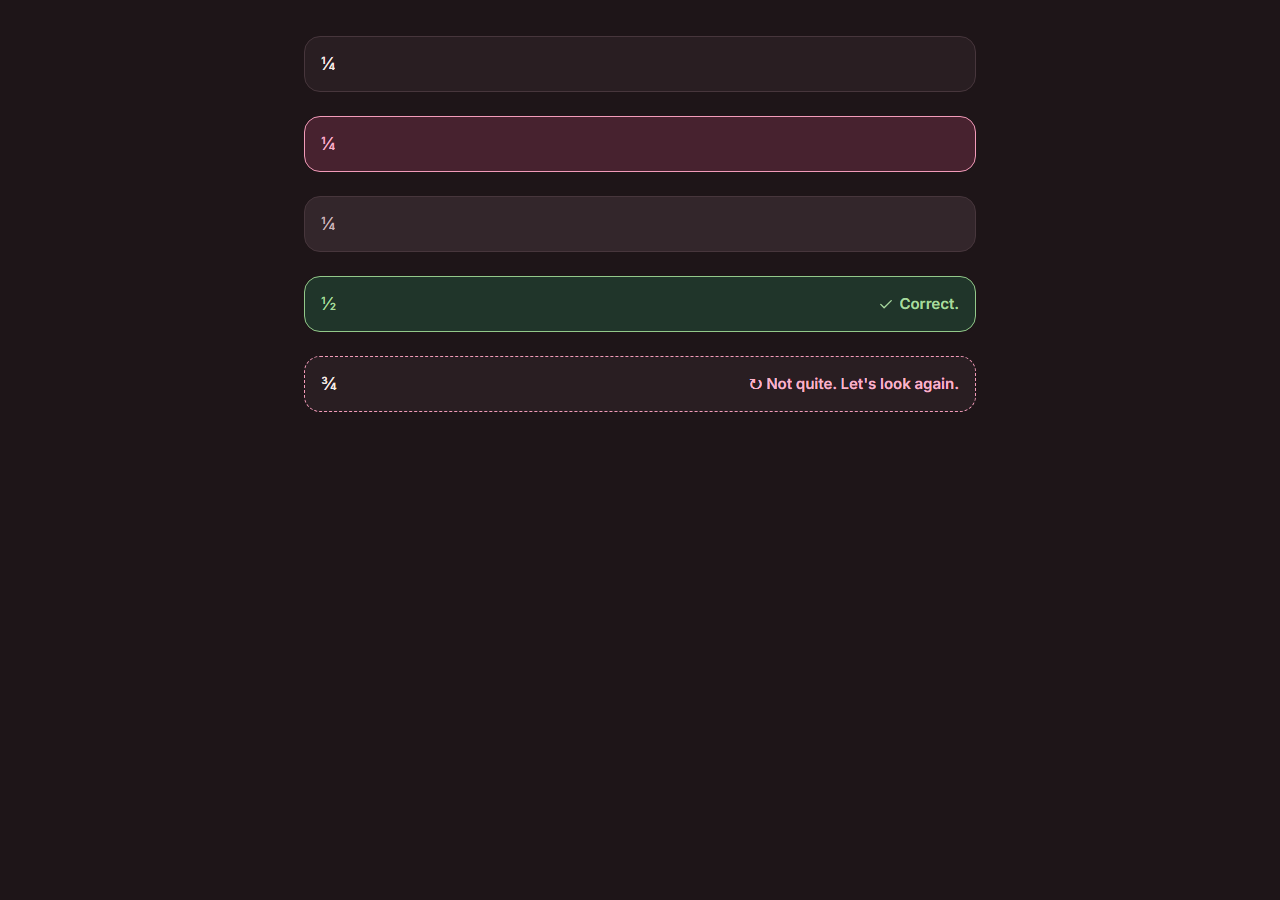 ¼
¼
¼
½ ✓ Correct.
¾ ↻ Not quite. Let's look again.